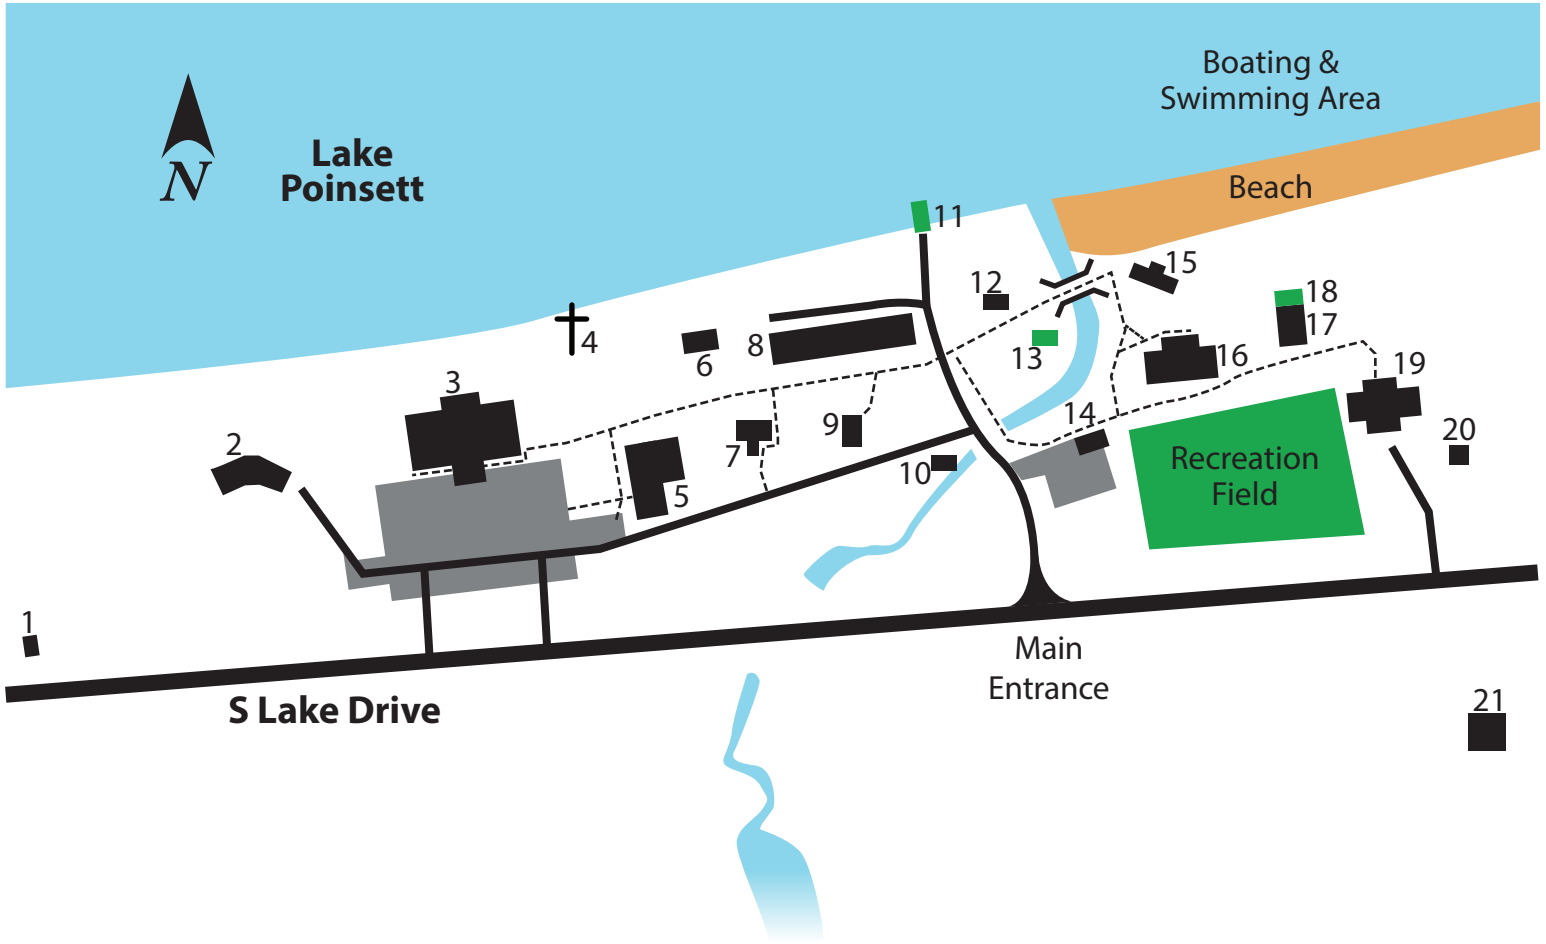 Boating &
Swimming Area
Lake
Poinsett
N
Beach
11
15
12
18
17
4
6
8
13
16
3
19
2
7
9
14
20
10
5
Recreation
Field
1
Main
Entrance
S Lake Drive
21